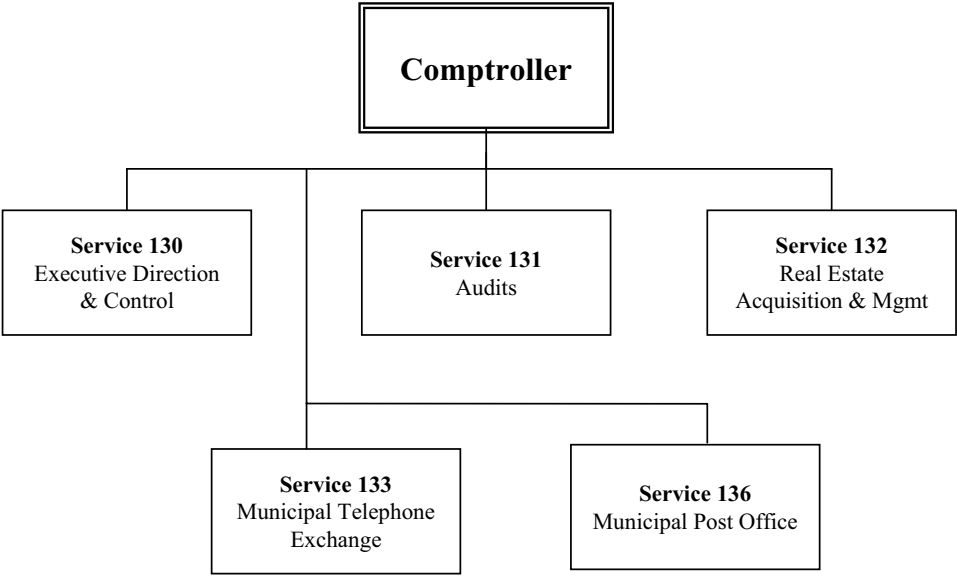 Comptroller
Service 130
Executive Direction
& Control
Service 131
Audits
Service 132
Real Estate
Acquisition & Mgmt
Service 133
Municipal Telephone
Exchange
Service 136
Municipal Post Office